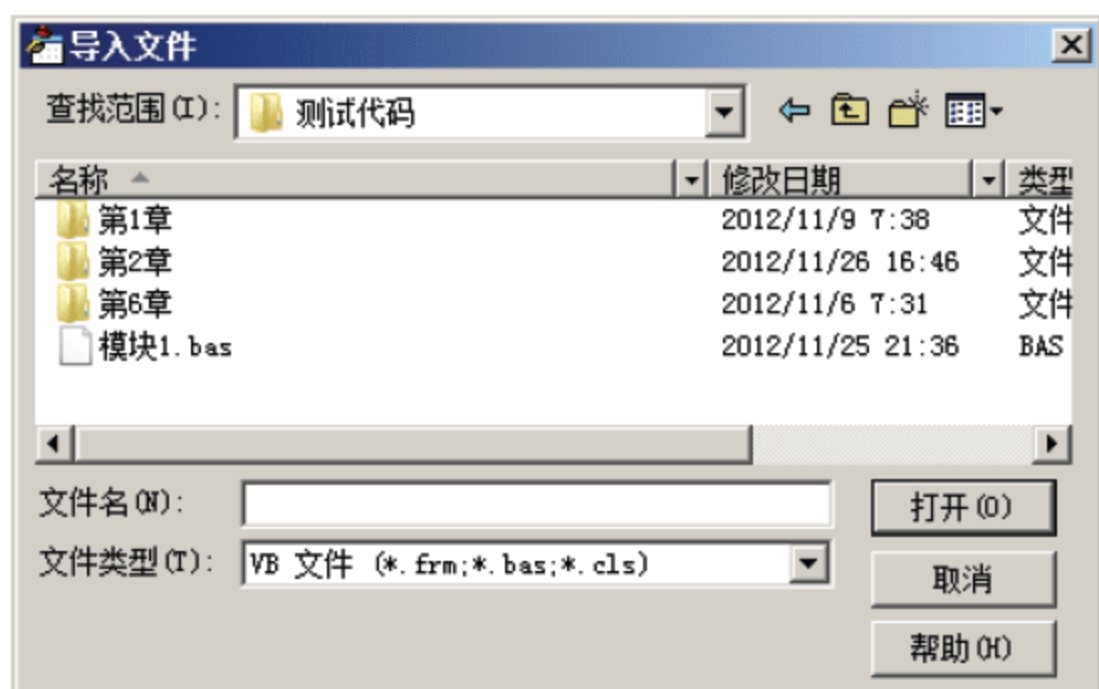 导入文件
查找范围(I): 测试代码
名称 修改日期 类型
第1章 2012/11/9 7:38 文件
第2章 2012/11/26 16:46 文件
第6章 2012/11/6 7:31 文件
模块1.bas 2012/11/25 21:36 BAS
文件名(N): 打开(O)
文件类型(T): VB 文件 (*.frm;*.bas;*.cls)
取消
帮助(H)